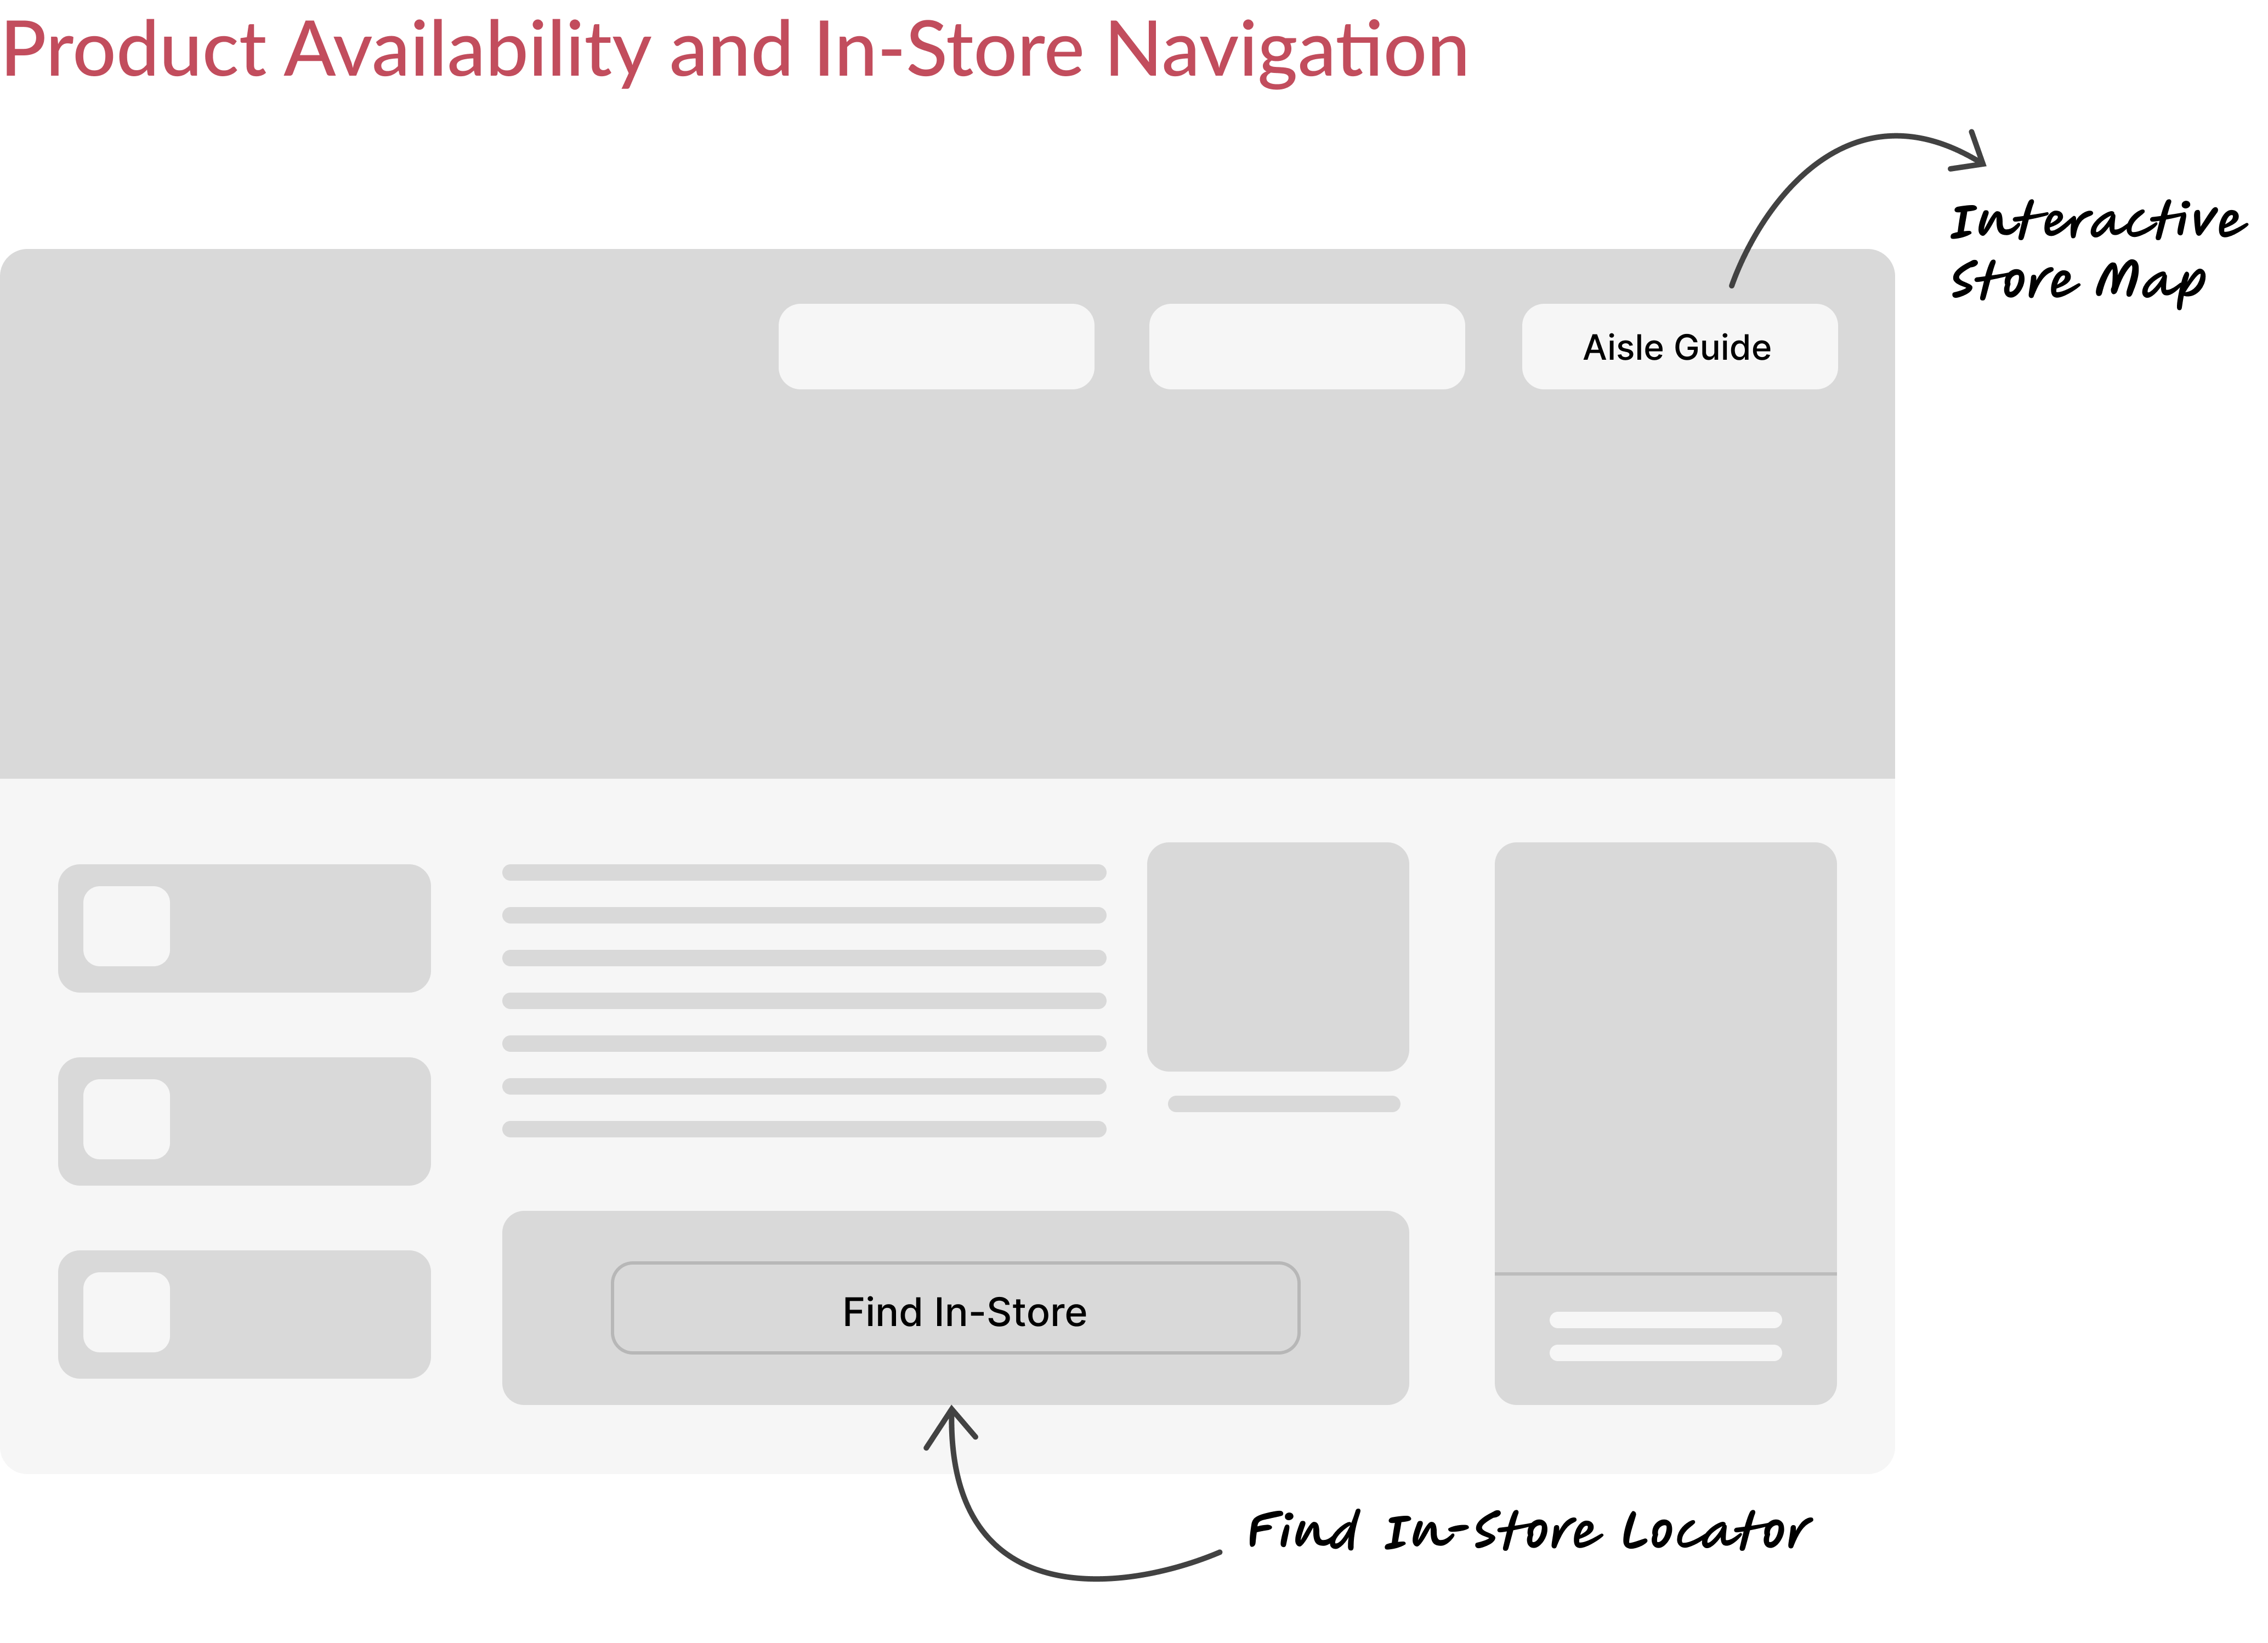 Product Availability and In-Store Navigation
Interactive
Store Map
Aisle Guide
Find In-Store
Find In-Store Locator